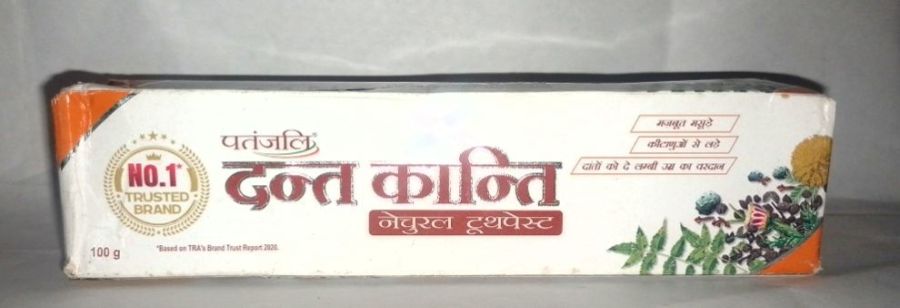 पतंजलि®
दन्त कान्ति
नेचुरल टूथपेस्ट
NO.1*
TRUSTED
BRAND
100 g
*Based on TRA's Brand Trust Report 2020.
मजबूत मसूड़े
कीटाणुओं से लड़े
दांतों को दे लम्बी उम्र का वरदान